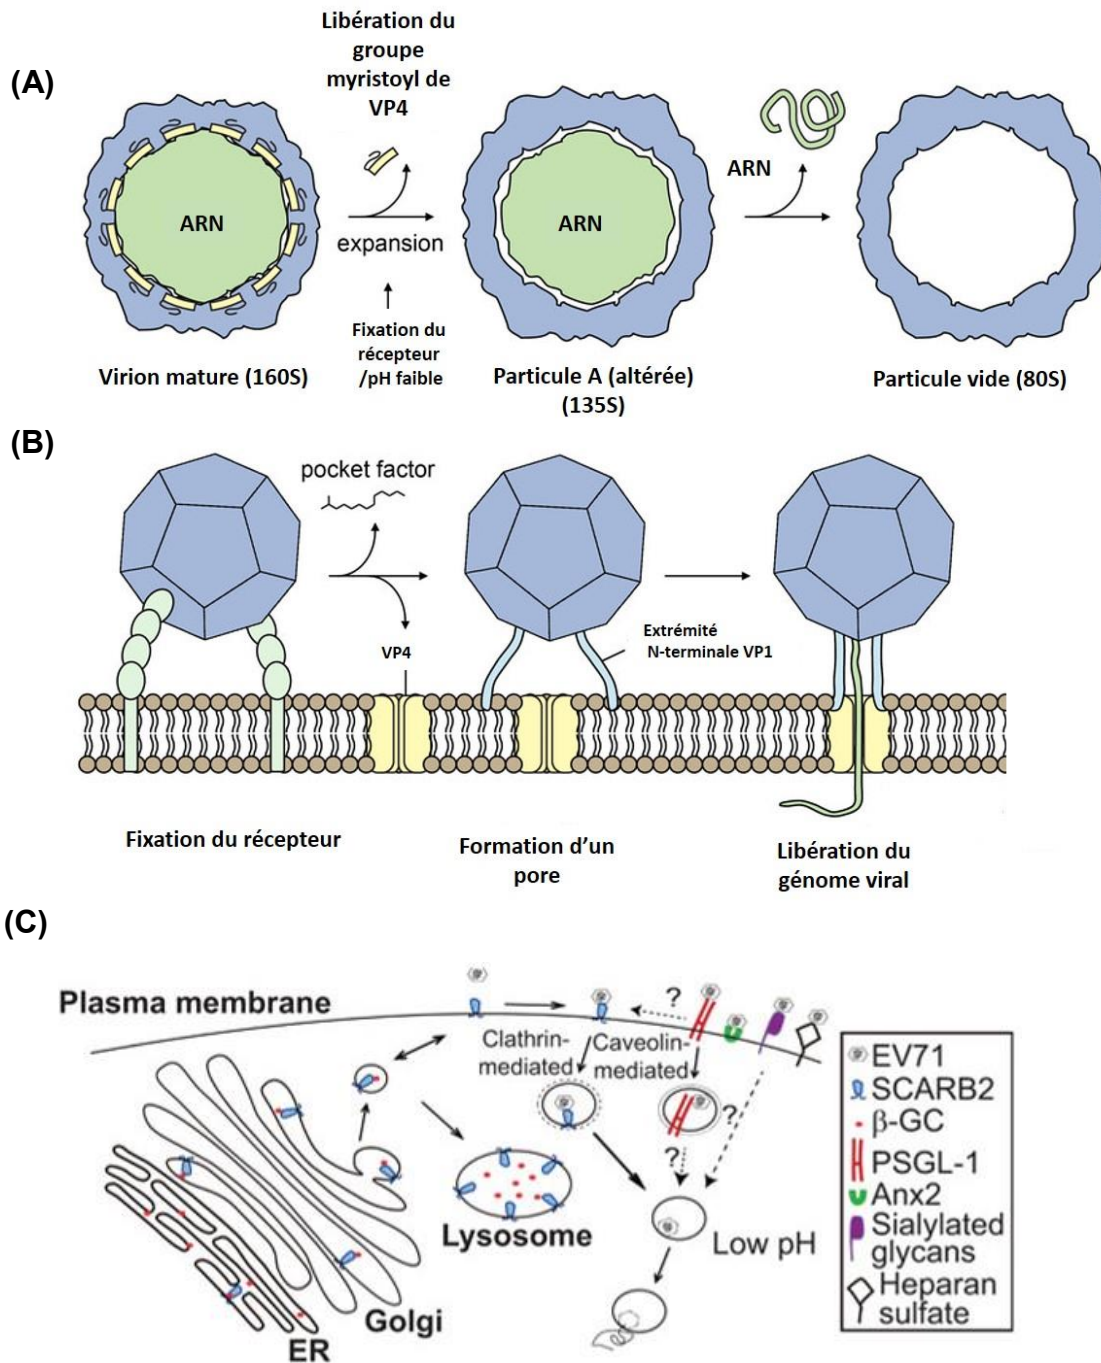 (A)
Libération du
groupe
myristoyl de
VP4
ARN
expansion
Fixation du
récepteur
/pH faible
ARN
ARN
Virion mature (160S)
Particule A (altérée)
(135S)
Particule vide (80S)
(B)
pocket factor
VP4
Extrémité
N-terminale VP1
Fixation du récepteur
Formation d'un
pore
Libération du
génome viral
(C)
Plasma membrane
?
Clathrin-
mediated
Caveolin-
mediated
?
?
Lysosome
Low pH
Golgi
ER
EV71
SCARB2
β-GC
PSGL-1
Anx2
Sialylated
glycans
Heparan
sulfate